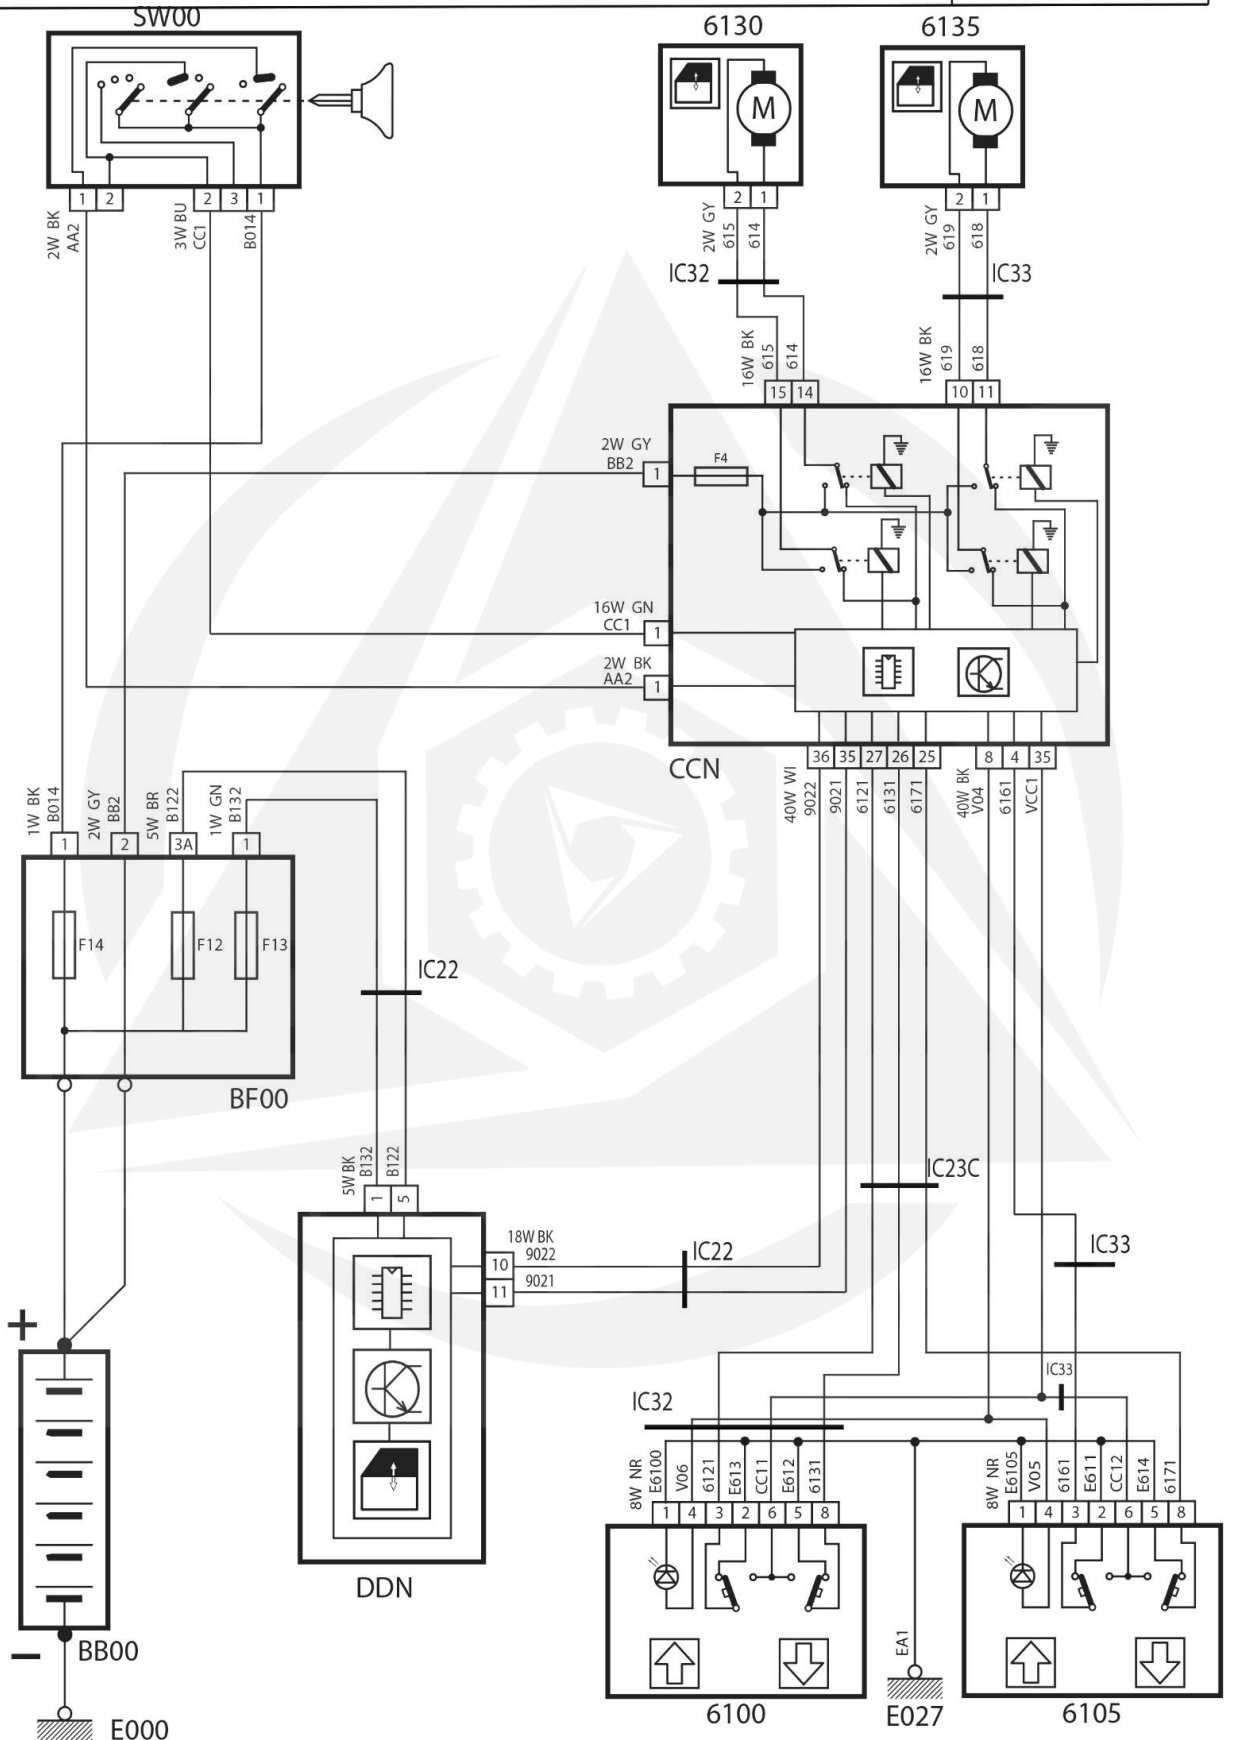 SW00
1 2
2 3 1
2W BK
AA2
3W BU
CC1
B014
6130
M
2 1
2W GY
615
614
IC32
6135
M
2 1
2W GY
619
618
IC33
16W BK
615
614
15 14
16W BK
619
618
10 11
2W GY
BB2
1
F4
16W GN
CC1
1
2W BK
AA2
1
CCN
36 35 27 26 25
8 4 35
40W WI
9022
9021
6121
6131
6171
40W BK
V04
6161
VCC1
1W BK
B014
2W GY
BB2
5W BR
B122
1W GN
B132
1 2 3A 1
F14
F12
F13
BF00
IC22
5W BK
B132
B122
1 5
18W BK
9022
10
9021
11
IC22
DDN
IC23C
IC33
IC33
IC32
8W NR
E6100
V06
6121
E613
CC11
E612
6131
1 4 3 2 6 5 8
6100
8W NR
E6105
V05
6161
E611
CC12
E614
6171
1 4 3 2 6 5 8
6105
EA1
E027
+
−
BB00
E000